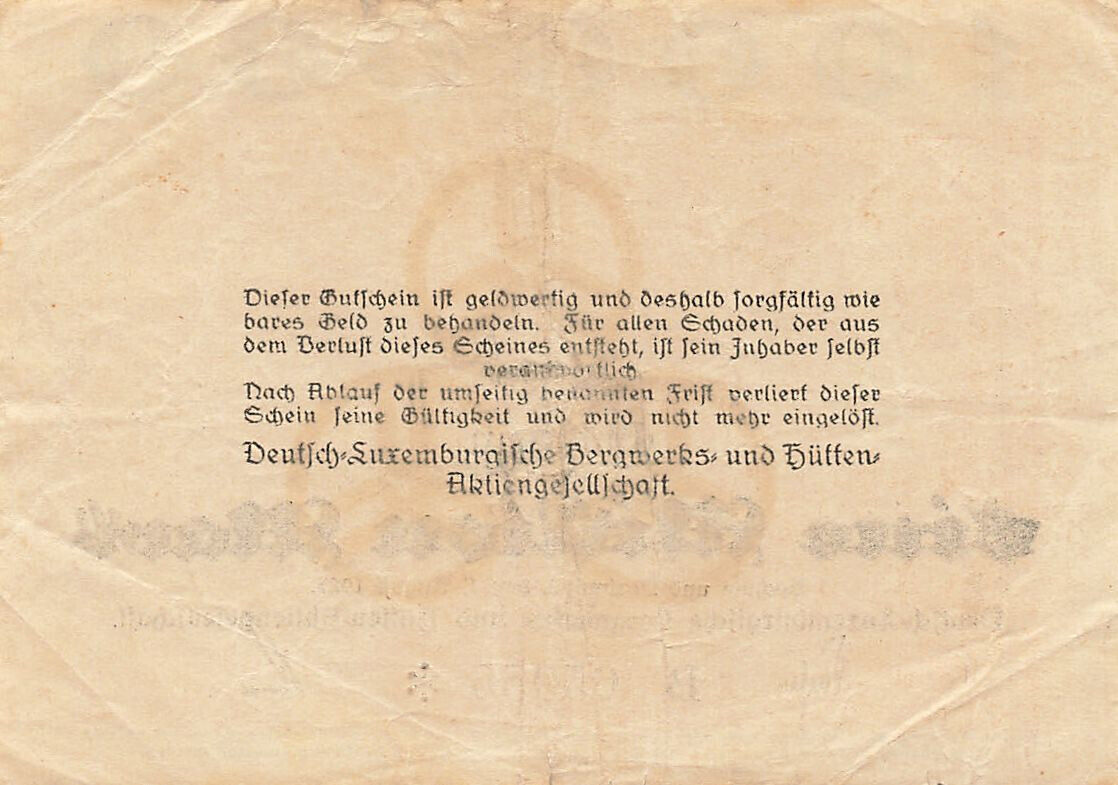 Dieser Gutschein ist geldwertig und deshalb sorgfältig wie
bares Geld zu behandeln. Für allen Schaden, der aus
dem Verlust dieses Scheines entsteht, ist sein Inhaber selbst
verantwortlich.
Nach Ablauf der umseitig benannten Frist verliert dieser
Schein seine Gültigkeit und wird nicht mehr eingelöst.
Deutsch-Luxemburgische Bergwerks- und Hütten-
Aktiengesellschaft.